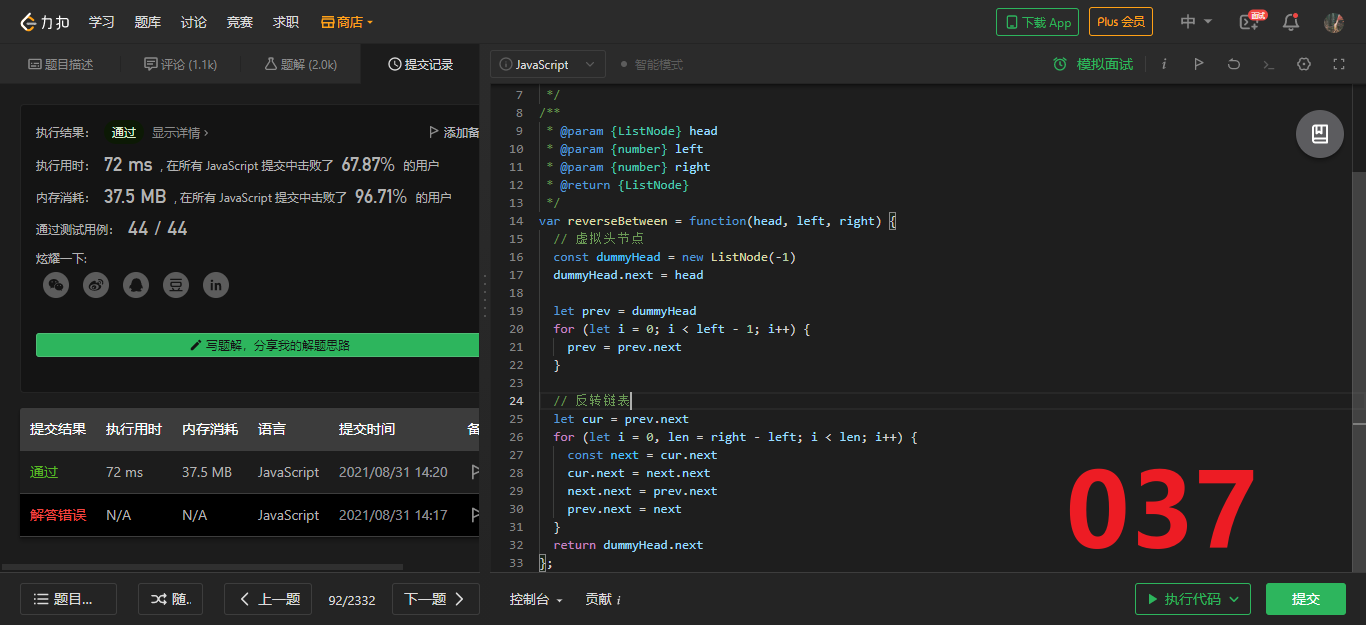 力扣 学习 题库 讨论 竞赛 求职 商店 下载 App Plus 会员 中 面试
题目描述 评论 (1.1k) 题解 (2.0k) 提交记录
执行结果： 通过 显示详情 › 添加备
执行用时： 72 ms , 在所有 JavaScript 提交中击败了 67.87% 的用户
内存消耗： 37.5 MB , 在所有 JavaScript 提交中击败了 96.71% 的用户
通过测试用例： 44 / 44
炫耀一下:
豆 in
写题解，分享我的解题思路
提交结果 执行用时 内存消耗 语言 提交时间 备
通过 72 ms 37.5 MB JavaScript 2021/08/31 14:20
解答错误 N/A N/A JavaScript 2021/08/31 14:17
题目... 随. 上一题 92/2332 下一题
JavaScript 智能模式 模拟面试 i
7 */
8 /**
9 * @param {ListNode} head
10 * @param {number} left
11 * @param {number} right
12 * @return {ListNode}
13 */
14 var reverseBetween = function(head, left, right) {
15 // 虚拟头节点
16 const dummyHead = new ListNode(-1)
17 dummyHead.next = head
18
19 let prev = dummyHead
20 for (let i = 0; i < left - 1; i++) {
21 prev = prev.next
22 }
23
24 // 反转链表
25 let cur = prev.next
26 for (let i = 0, len = right - left; i < len; i++) {
27 const next = cur.next
28 cur.next = next.next
29 next.next = prev.next
30 prev.next = next
31 }
32 return dummyHead.next
33 };
037
控制台 贡献 i 执行代码 提交